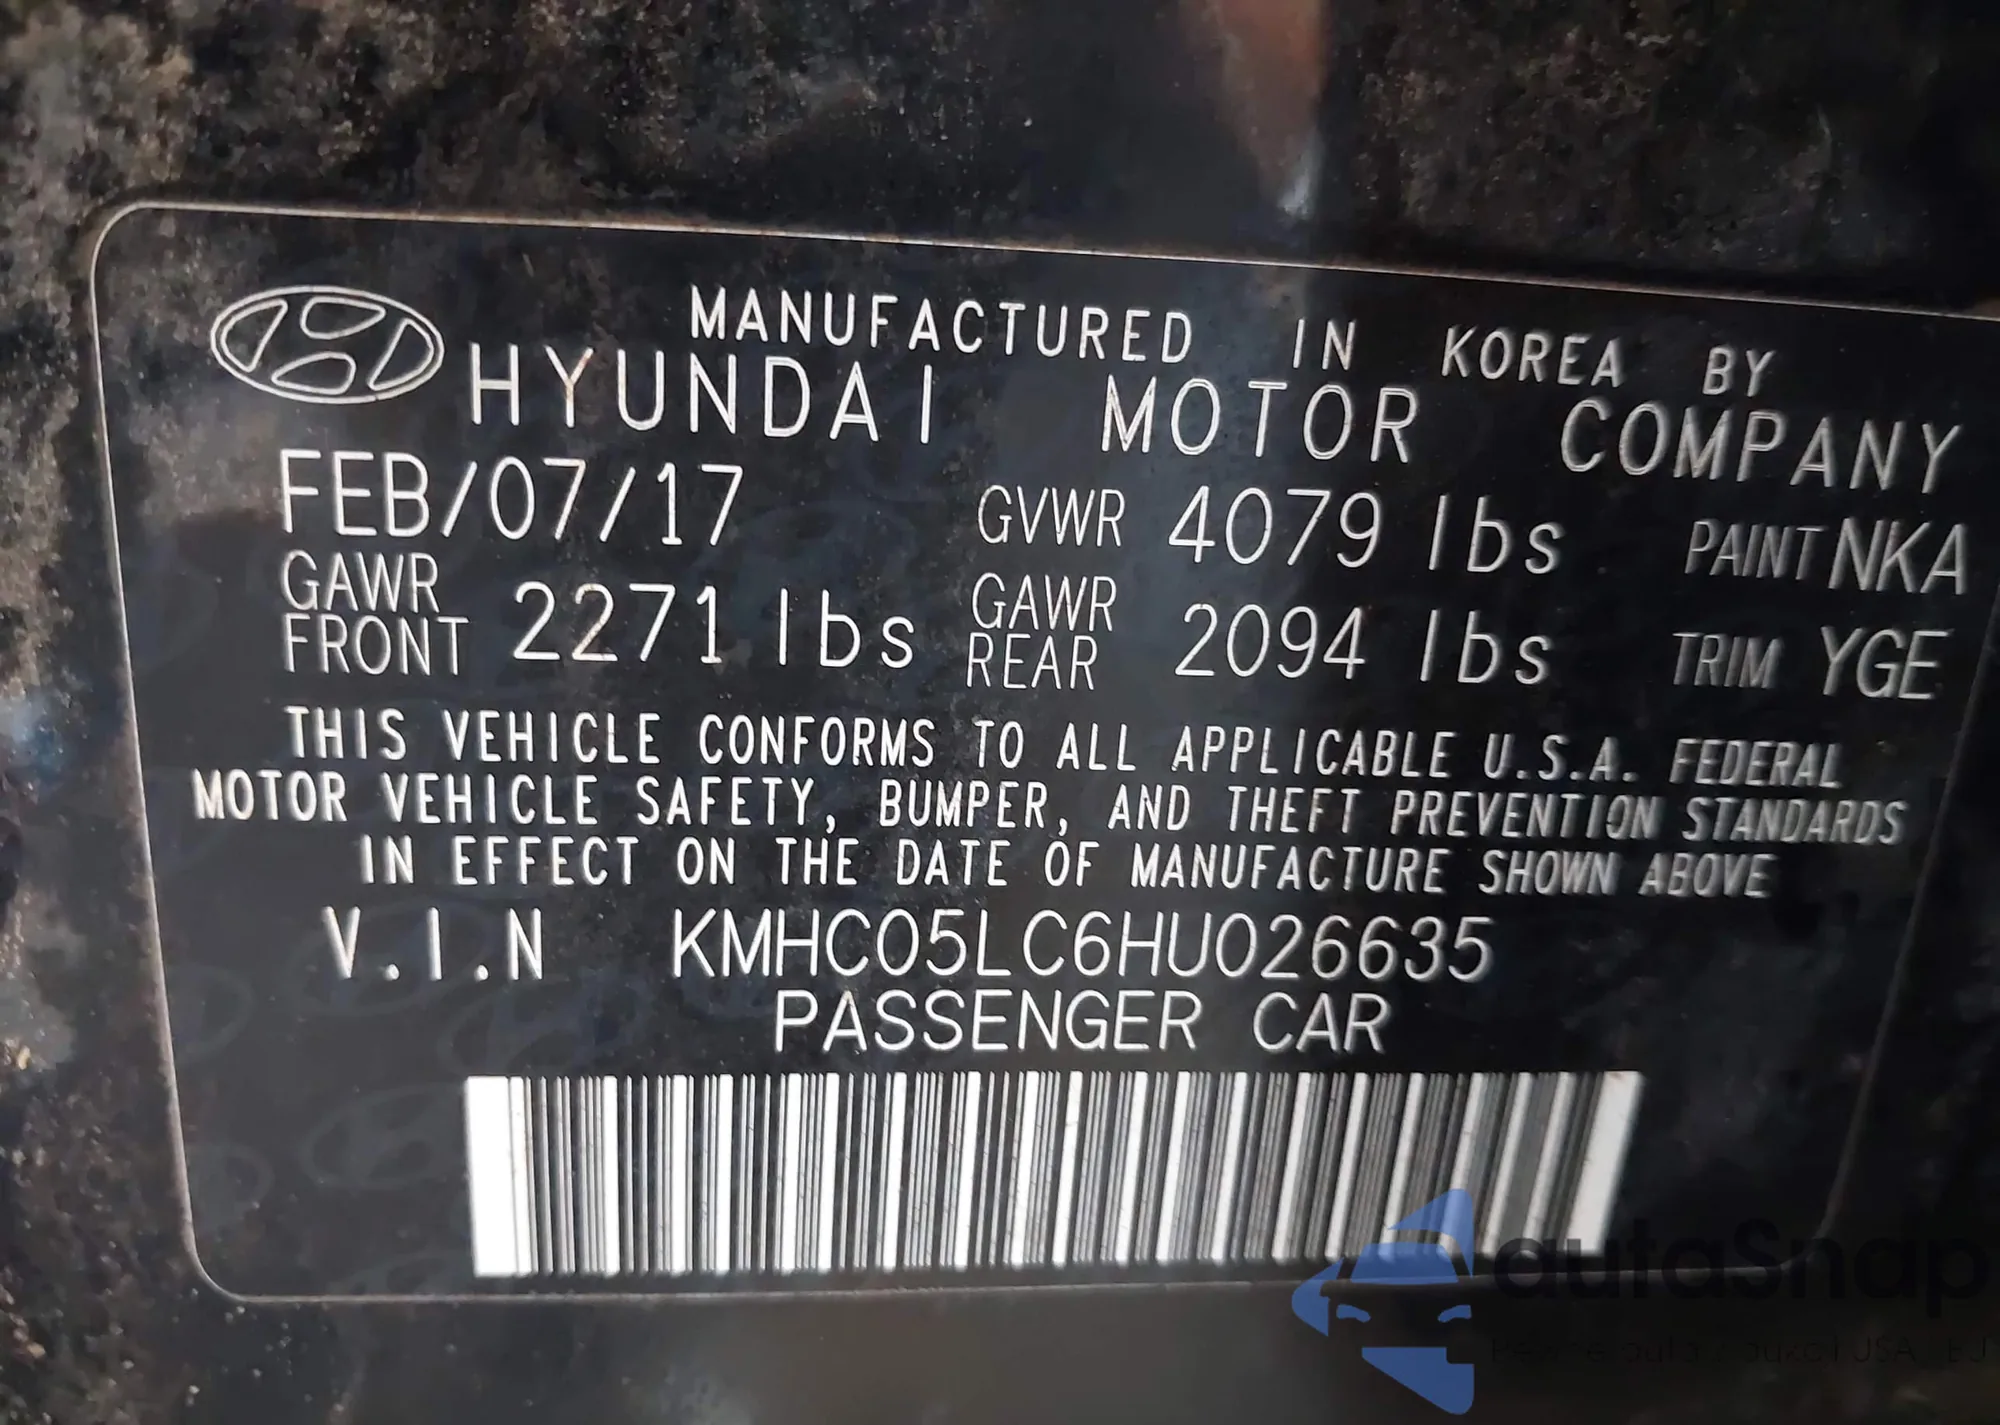 MANUFACTURED IN KOREA BY
HYUNDAI MOTOR COMPANY
FEB/07/17 GVWR 4079 lbs PAINT NKA
GAWR FRONT 2271 lbs GAWR REAR 2094 lbs TRIM YGE
THIS VEHICLE CONFORMS TO ALL APPLICABLE U.S.A. FEDERAL
MOTOR VEHICLE SAFETY, BUMPER, AND THEFT PREVENTION STANDARDS
IN EFFECT ON THE DATE OF MANUFACTURE SHOWN ABOVE
V.I.N KMHC05LC6HU026635
PASSENGER CAR
autaSnap
USA